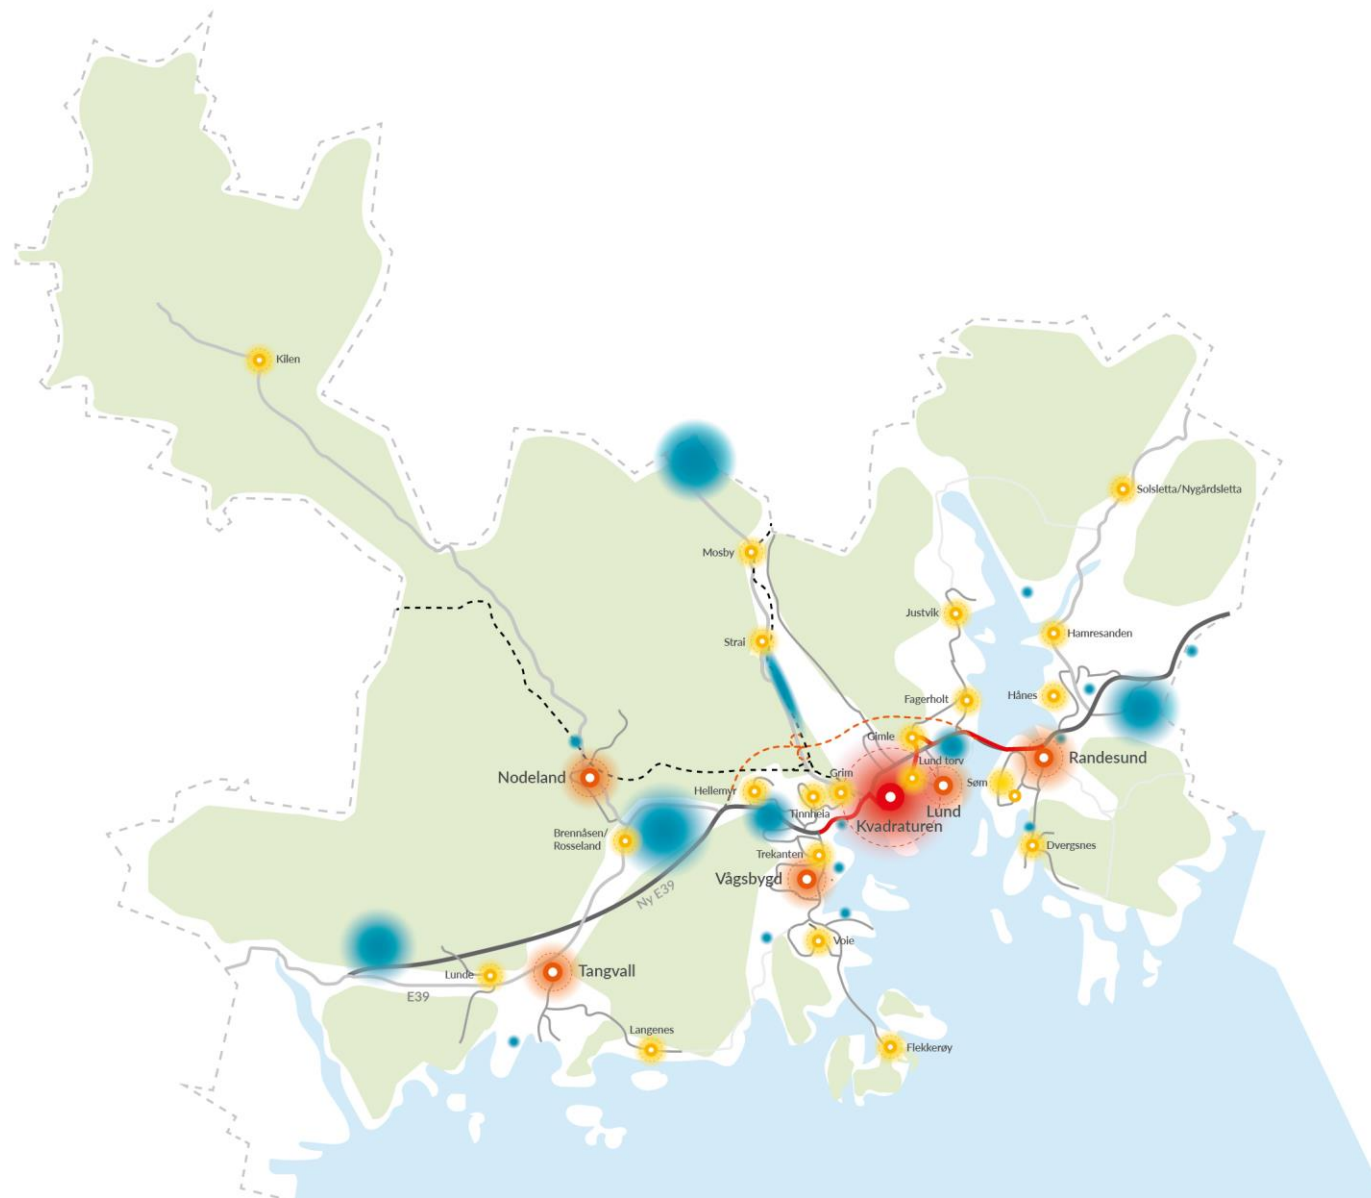 Kilen
Solsletta/Nygårdsletta
Mosby
Justvik
Hamresanden
Strai
Hånes
Fagerholt
Gimle
Randesund
Lund torv
Nodeland
Grim
Søm
Hellemyr
Lund
Tinnheia
Kvadraturen
Brennåsen/
Rosseland
Dvergsnes
Trekanten
Vågsbygd
Ny E39
Voie
Tangvall
Lunde
E39
Langenes
Flekkerøy